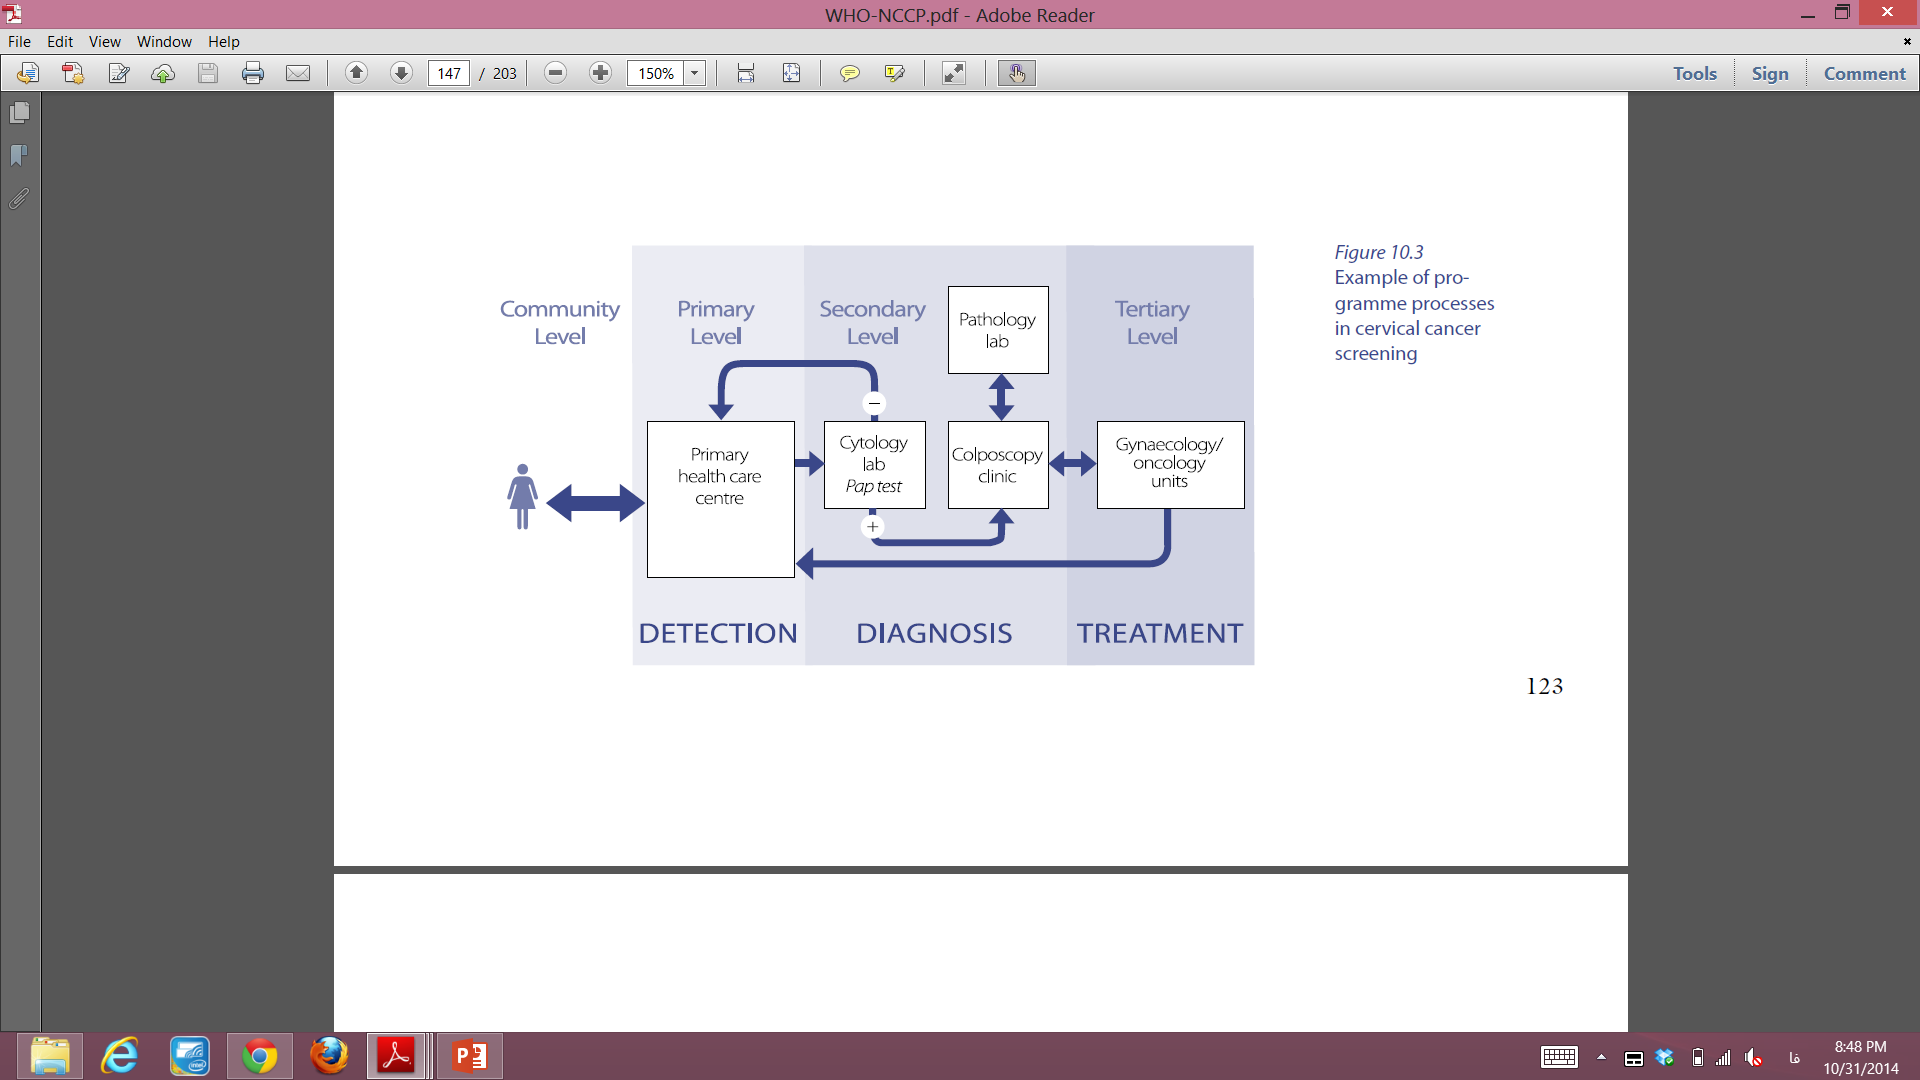 WHO-NCCP.pdf - Adobe Reader
File Edit View Window Help
147 / 203
150%
Tools Sign Comment
Figure 10.3
Example of pro-
gramme processes
in cervical cancer
screening
Community
Level
Primary
Level
Secondary
Level
Pathology
lab
Tertiary
Level
−
Primary
health care
centre
Cytology
lab
Pap test
Colposcopy
clinic
Gynaecology/
oncology
units
+
DETECTION DIAGNOSIS TREATMENT
123
فا
8:48 PM
10/31/2014